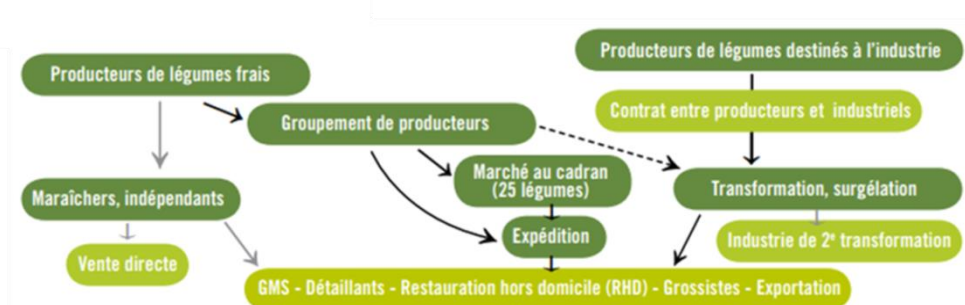 Producteurs de légumes destinés à l'industrie
Producteurs de légumes frais
Contrat entre producteurs et industriels
Groupement de producteurs
Marché au cadran
(25 légumes)
Transformation, surgélation
Maraîchers, indépendants
Expédition
Industrie de 2e transformation
Vente directe
GMS - Détaillants - Restauration hors domicile (RHD) - Grossistes - Exportation